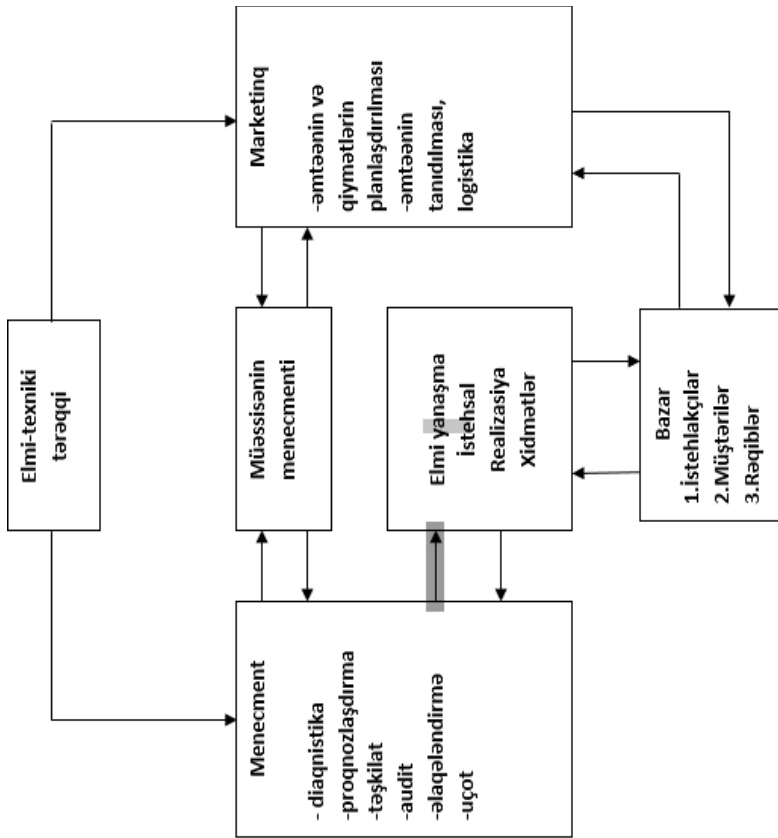 Elmi-texniki
tərəqqi
Menecment
- diaqnistika
-proqnozlaşdırma
-təşkilat
-audit
-əlaqələndirmə
-uçot
Müəssisənin
menecmenti
Marketinq
-əmtəənin və
qiymətlərin
planlaşdırılması
-əmtəənin
tanıdılması,
logistika
Elmi yanaşma
İstehsal
Realizasiya
Xidmətlər
Bazar
1.İstehlakçılar
2.Müştərilər
3.Rəqiblər